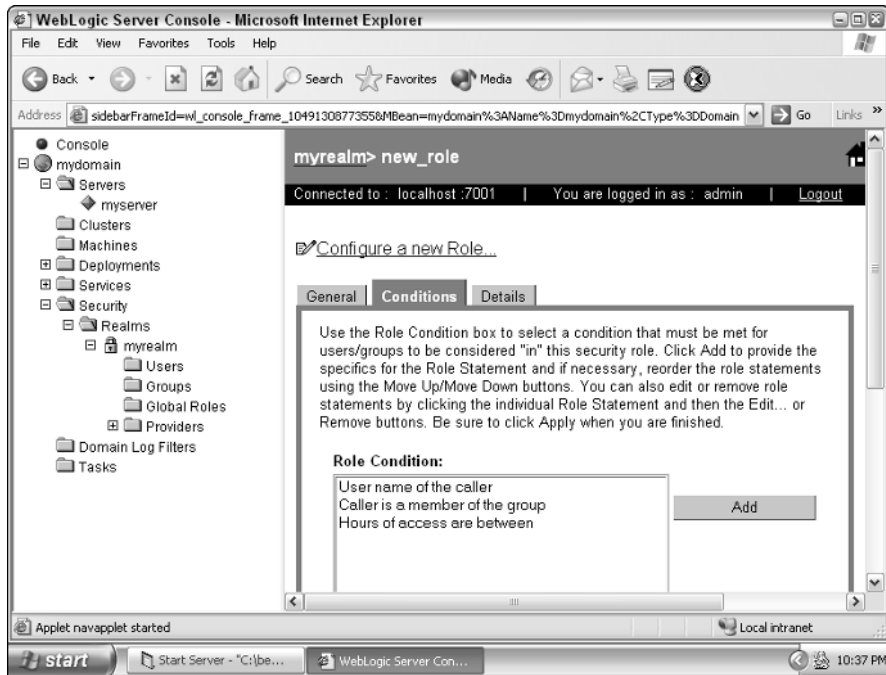 WebLogic Server Console - Microsoft Internet Explorer
File Edit View Favorites Tools Help
Back Search Favorites Media
Address sidebarFrameId=wl_console_frame_1049130877355&MBean=mydomain%3AName%3Dmydomain%2CType%3DDomain Go Links »
Console
mydomain
Servers
myserver
Clusters
Machines
Deployments
Services
Security
Realms
myrealm
Users
Groups
Global Roles
Providers
Domain Log Filters
Tasks
myrealm> new_role
Connected to : localhost :7001 | You are logged in as : admin | Logout
Configure a new Role...
General Conditions Details
Use the Role Condition box to select a condition that must be met for
users/groups to be considered "in" this security role. Click Add to provide the
specifics for the Role Statement and if necessary, reorder the role statements
using the Move Up/Move Down buttons. You can also edit or remove role
statements by clicking the individual Role Statement and then the Edit... or
Remove buttons. Be sure to click Apply when you are finished.
Role Condition:
User name of the caller
Caller is a member of the group
Hours of access are between
Add
Applet navapplet started
Local intranet
start
Start Server - "C:\be...
WebLogic Server Con...
10:37 PM